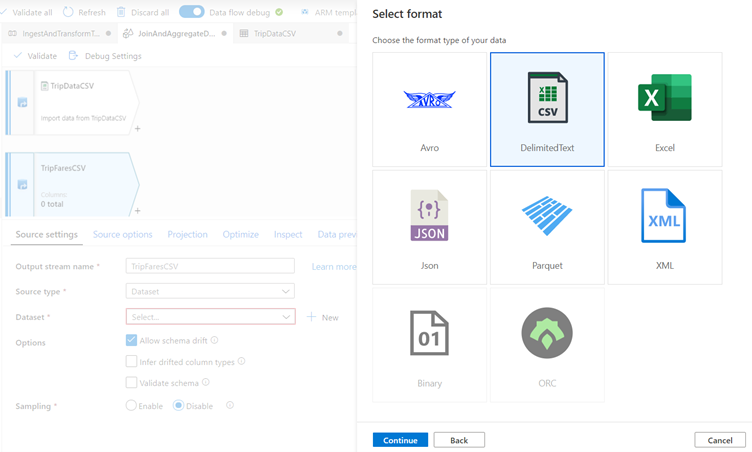 Validate all
Refresh
Discard all
Data flow debug
ARM templ
IngestAndTransformT...
JoinAndAggregateD...
TripDataCSV
Validate
Debug Settings
TripDataCSV
Import data from TripDataCSV
+
TripFaresCSV
Columns:
0 total
+
Source settings
Source options
Projection
Optimize
Inspect
Data previ
Output stream name *
TripFaresCSV
Learn more
Source type *
Dataset
Dataset *
Select...
+ New
Options
Allow schema drift
Infer drifted column types
Validate schema
Sampling *
Enable
Disable
Select format
Choose the format type of your data
AVRO
Avro
CSV
DelimitedText
X
Excel
{ }
JSON
Json
Parquet
XML
XML
01
Binary
ORC
Continue
Back
Cancel